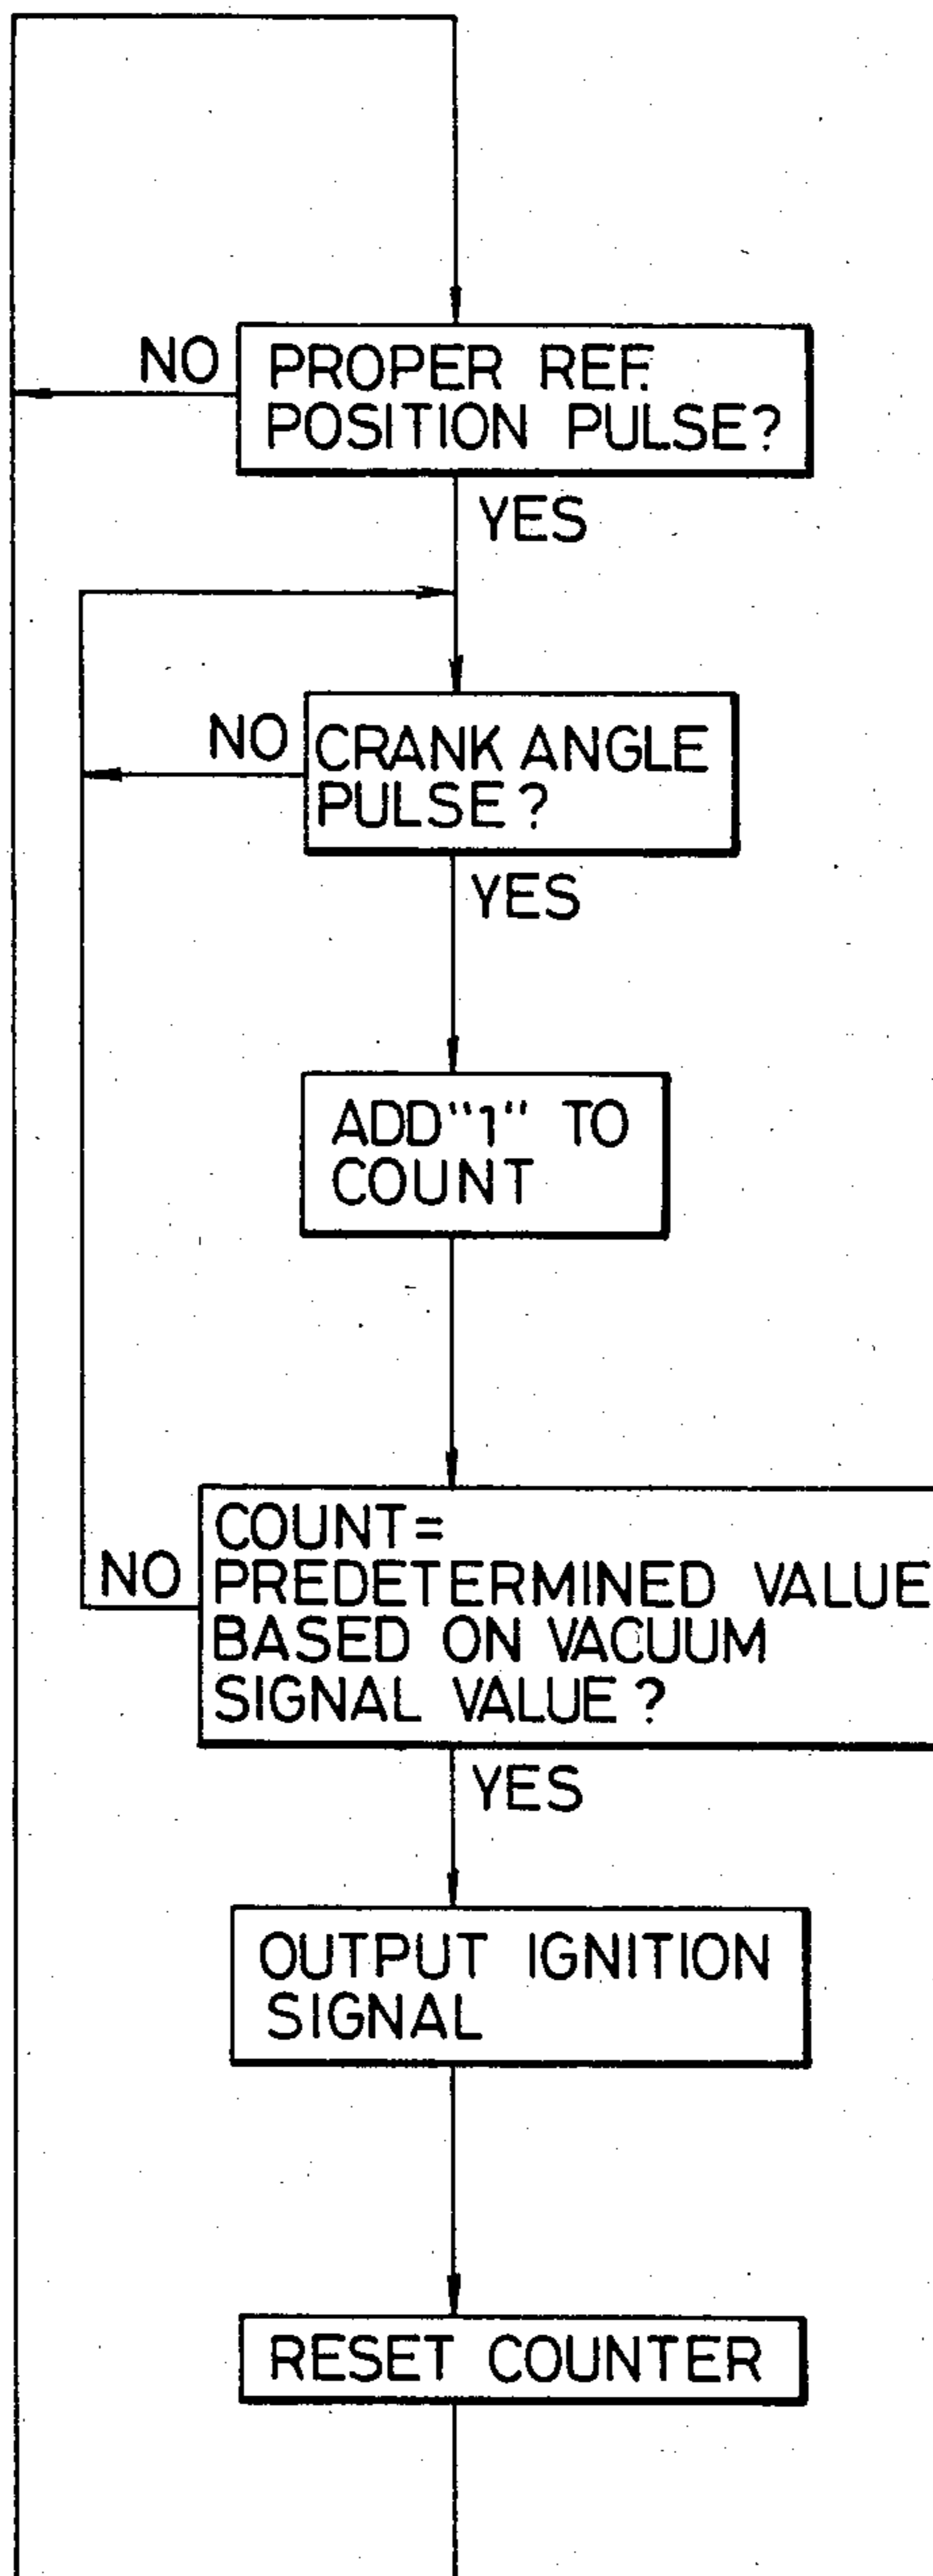 NO
PROPER REF.
POSITION PULSE?
YES
NO
CRANK ANGLE
PULSE?
YES
ADD "1" TO
COUNT
COUNT=
NO
PREDETERMINED VALUE
BASED ON VACUUM
SIGNAL VALUE?
YES
OUTPUT IGNITION
SIGNAL
RESET COUNTER